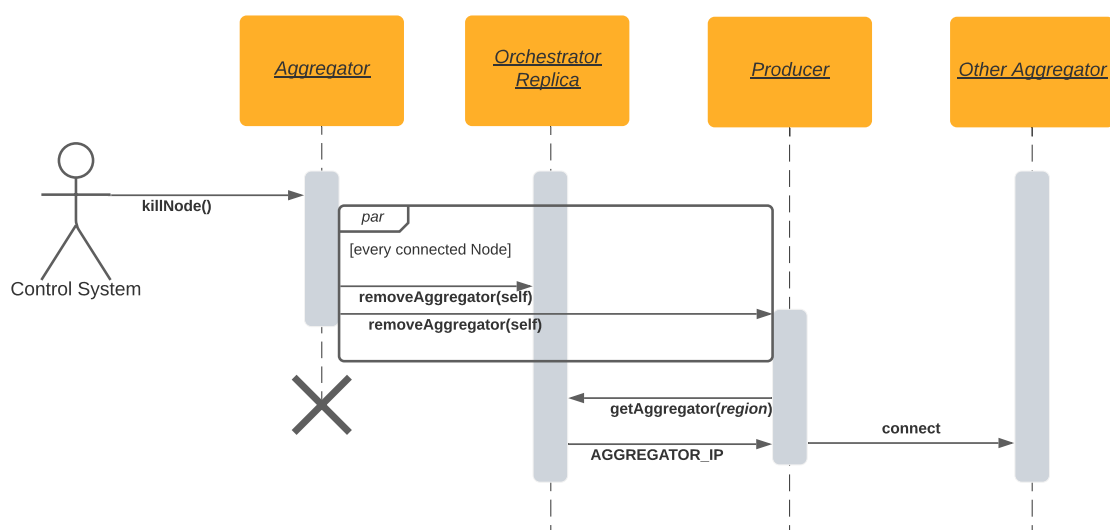 Aggregator
Orchestrator
Replica
Producer
Other Aggregator
killNode()
par
[every connected Node]
Control System
removeAggregator(self)
removeAggregator(self)
getAggregator(region)
connect
AGGREGATOR_IP